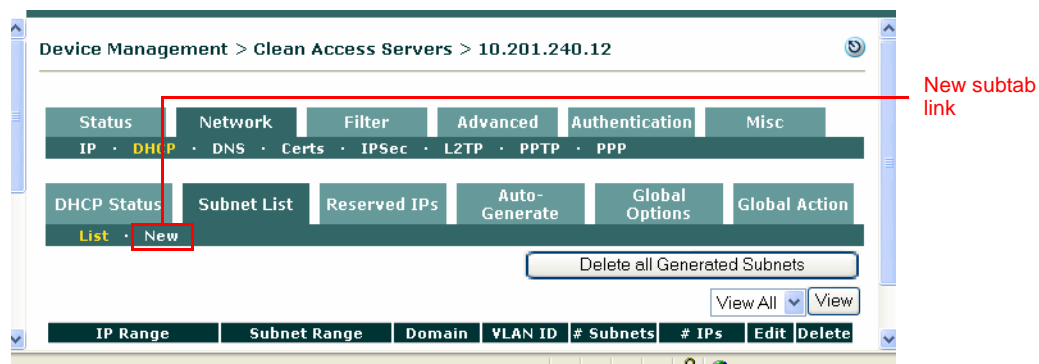 Device Management > Clean Access Servers > 10.201.240.12
New subtab link
Status Network Filter Advanced Authentication Misc
IP · DHCP · DNS · Certs · IPSec · L2TP · PPTP · PPP
DHCP Status Subnet List Reserved IPs Auto-Generate Global Options Global Action
List · New
Delete all Generated Subnets
View All View
IP Range Subnet Range Domain VLAN ID # Subnets # IPs Edit Delete